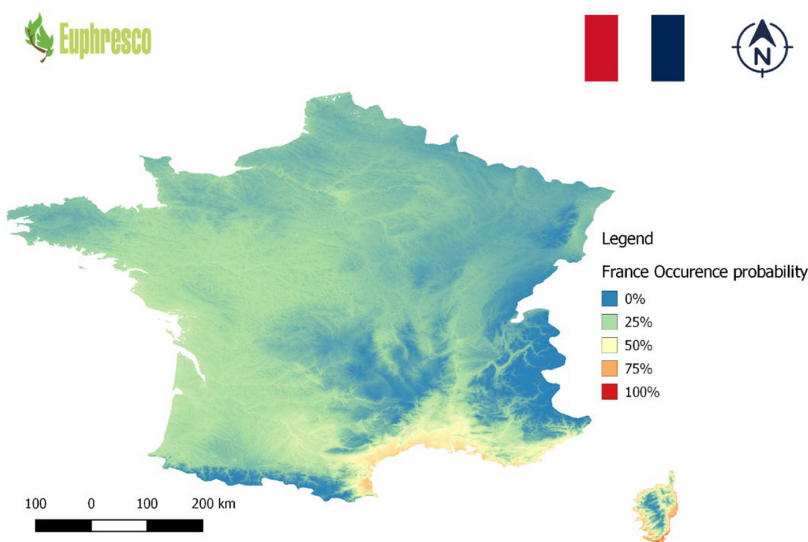 Euphresco
N
Legend
France Occurence probability
0%
25%
50%
75%
100%
100 0 100 200 km